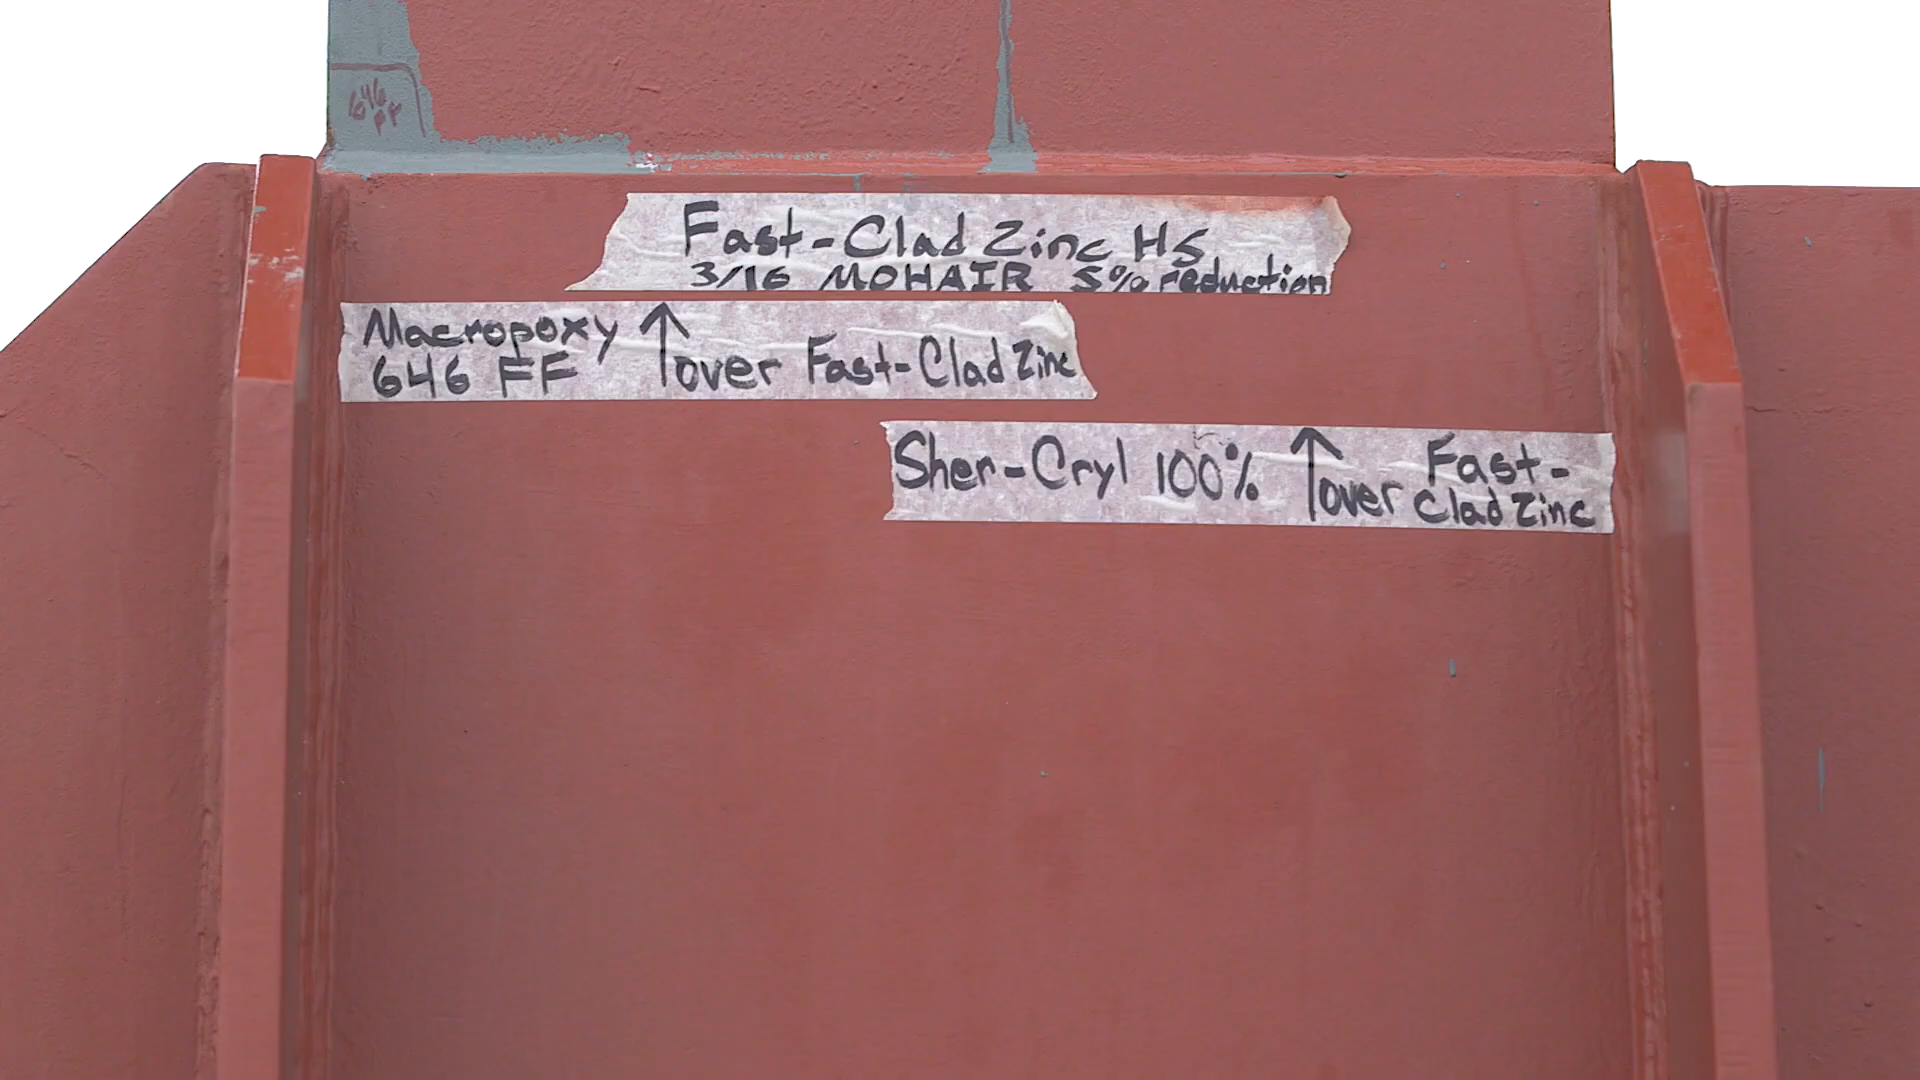 646
FF
Fast-Clad Zinc HS
3/16 MOHAIR 5% reduction
Macropoxy ↑ over Fast-Clad Zinc
646 FF
Sher-Cryl 100% ↑ over Fast-
Clad Zinc